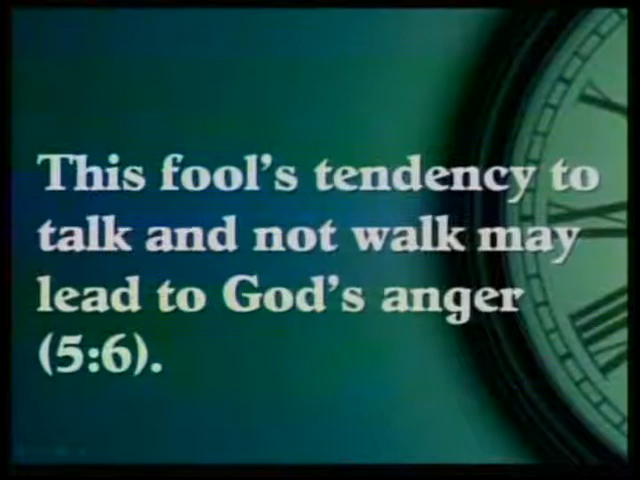 This fool's tendency to
talk and not walk may
lead to God's anger
(5:6).